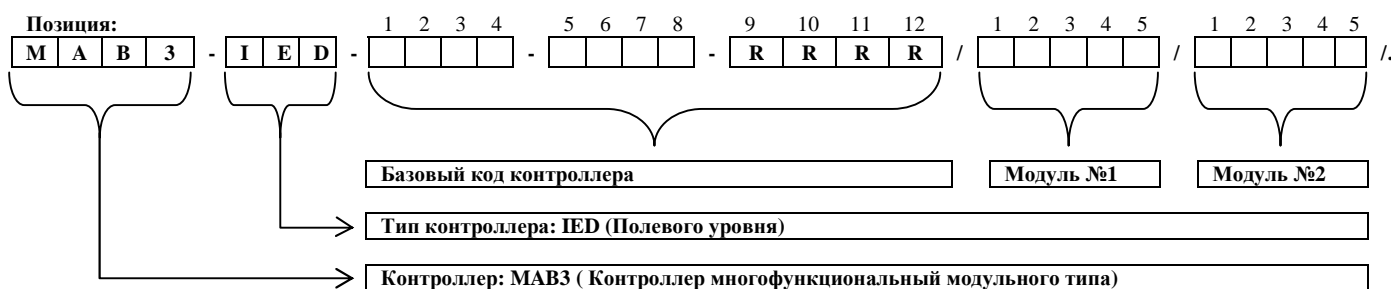 Позиция: 1 2 3 4 5 6 7 8 9 10 11 12 1 2 3 4 5 1 2 3 4 5
M A B 3 - I E D - - - R R R R / / /.
Базовый код контроллера Модуль №1 Модуль №2
Тип контроллера: IED (Полевого уровня)
Контроллер: MAB3 ( Контроллер многофункциональный модульного типа)